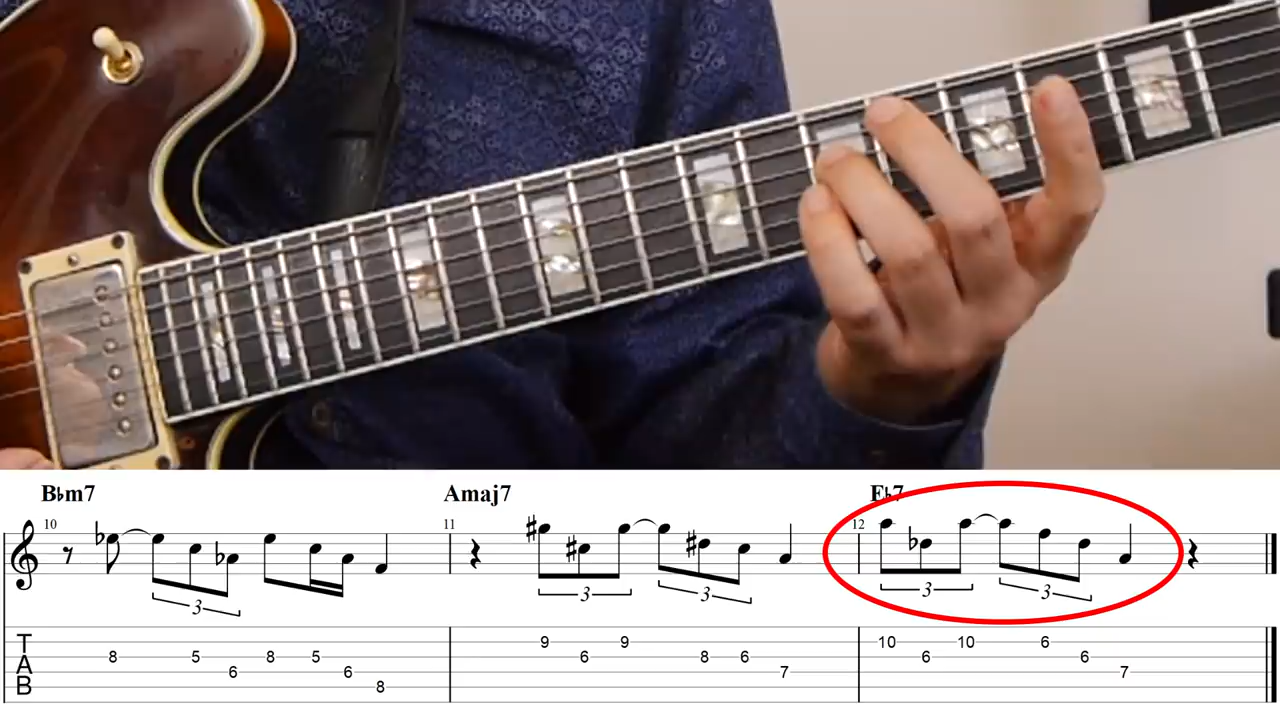 B♭m7 Amaj7 E♭7
10 11 12
3 3 3 3 3
T
A
B
9 9 10 10 6
8 5 8 5 6 8 6 6 6
6 6 7 7
8